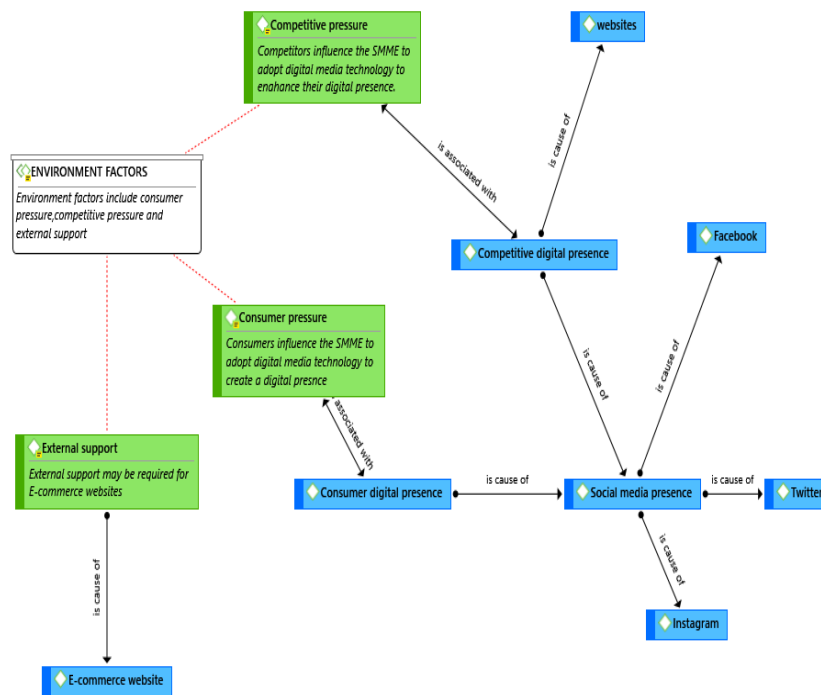 Competitive pressure
Competitors influence the SMME to
adopt digital media technology to
enahance their digital presence.
websites
is associated with
is cause of
ENVIRONMENT FACTORS
Environment factors include consumer
pressure,competitive pressure and
external support
Facebook
Competitive digital presence
Consumer pressure
Consumers influence the SMME to
adopt digital media technology to
create a digital presnce
is cause of
is cause of
associated with
External support
External support may be required for
E-commerce websites
Consumer digital presence
is cause of
Social media presence
is cause of
Twitter
is cause of
is cause of
Instagram
E-commerce website